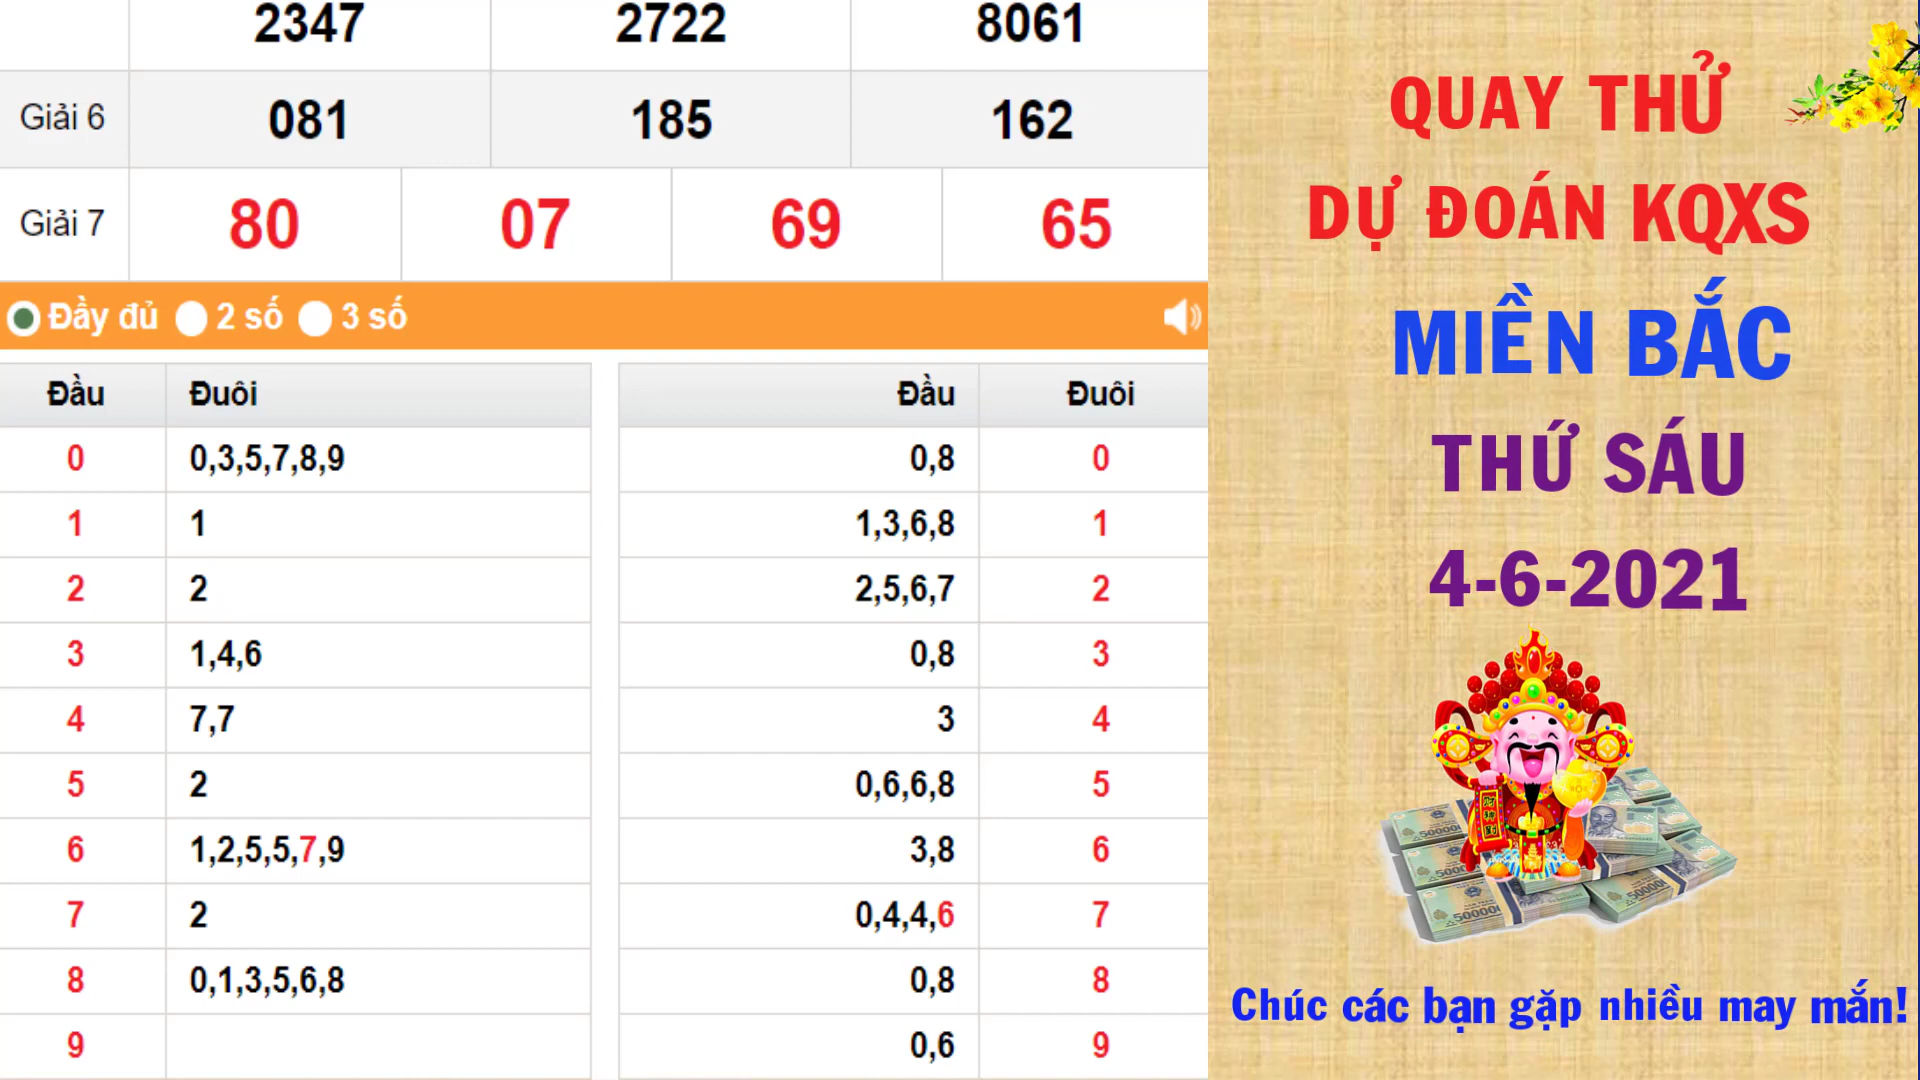 2347 2722 8061
Giải 6 081 185 162
Giải 7 80 07 69 65
Đầy đủ 2 số 3 số
Đầu Đuôi Đầu Đuôi
0 0,3,5,7,8,9 0,8 0
1 1 1,3,6,8 1
2 2 2,5,6,7 2
3 1,4,6 0,8 3
4 7,7 3 4
5 2 0,6,6,8 5
6 1,2,5,5,7,9 3,8 6
7 2 0,4,4,6 7
8 0,1,3,5,6,8 0,8 8
9 0,6 9
QUAY THỬ
DỰ ĐOÁN KQXS
MIỀN BẮC
THỨ SÁU
4-6-2021
Chúc các bạn gặp nhiều may mắn!